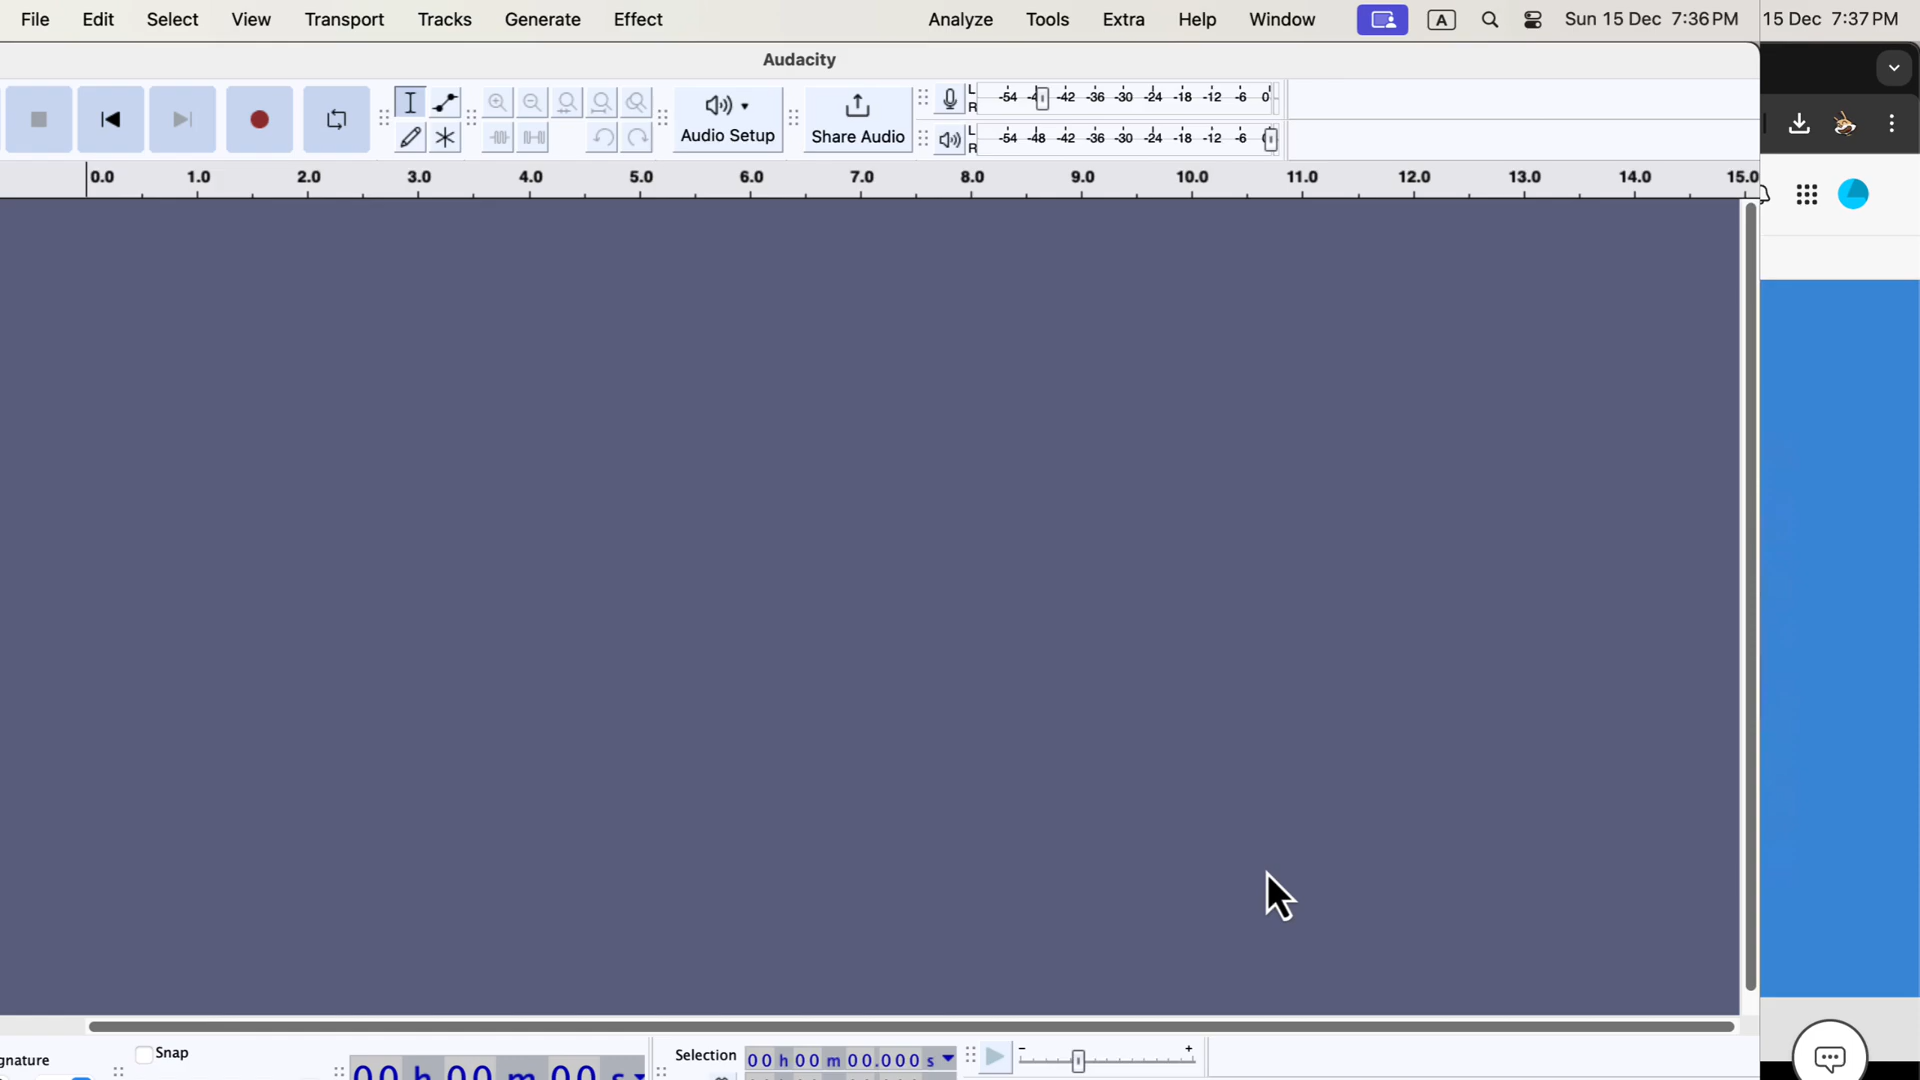 File Edit Select View Transport Tracks Generate Effect Analyze Tools Extra Help Window A Sun 15 Dec 7:36 PM 15 Dec 7:37 PM
Audacity
L R -54 -4 -42 -36 -30 -24 -18 -12 -6 0
Audio Setup Share Audio
L R -54 -48 -42 -36 -30 -24 -18 -12 -6
0.0 1.0 2.0 3.0 4.0 5.0 6.0 7.0 8.0 9.0 10.0 11.0 12.0 13.0 14.0 15.0
gnature Snap 00 h 00 m 00 s Selection 00 h 00 m 00.000 s - +